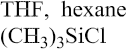 THF, hexane
(CH₃)₃SiCl